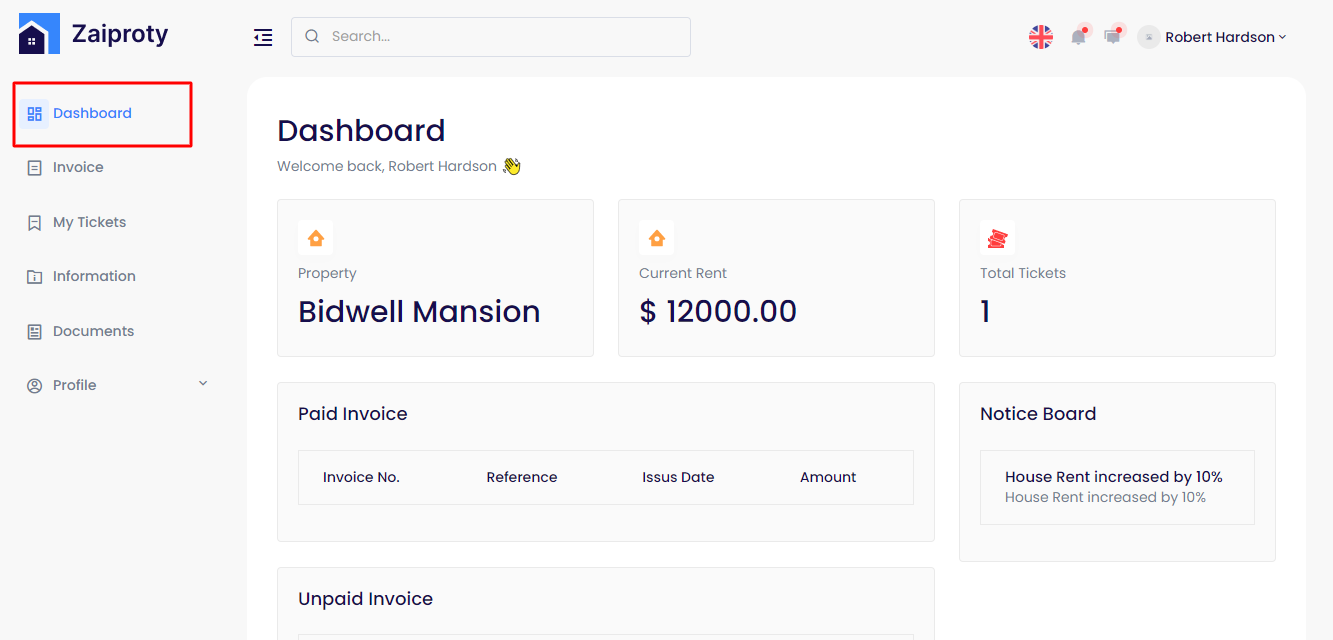 Zaiproty
Search...
Robert Hardson
Dashboard
Invoice
My Tickets
Information
Documents
Profile
Dashboard
Welcome back, Robert Hardson 👋
Property
Bidwell Mansion
Current Rent
$ 12000.00
Total Tickets
1
Paid Invoice
Invoice No. Reference Issus Date Amount
Notice Board
House Rent increased by 10%
House Rent increased by 10%
Unpaid Invoice